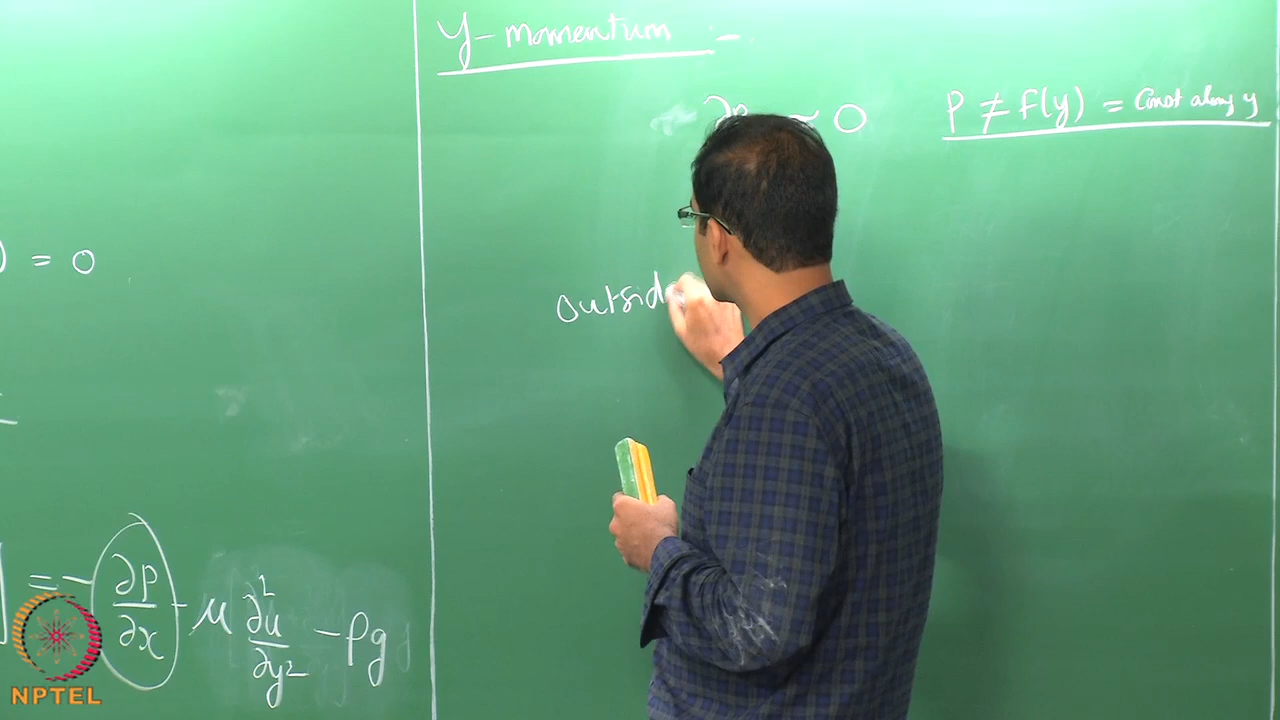 ) = 0
] = - ∂p/∂x - μ ∂²u/∂y² - ρg
NPTEL
y-momentum -
∂p ~ 0
P ≠ f(y) = Const along y
outside